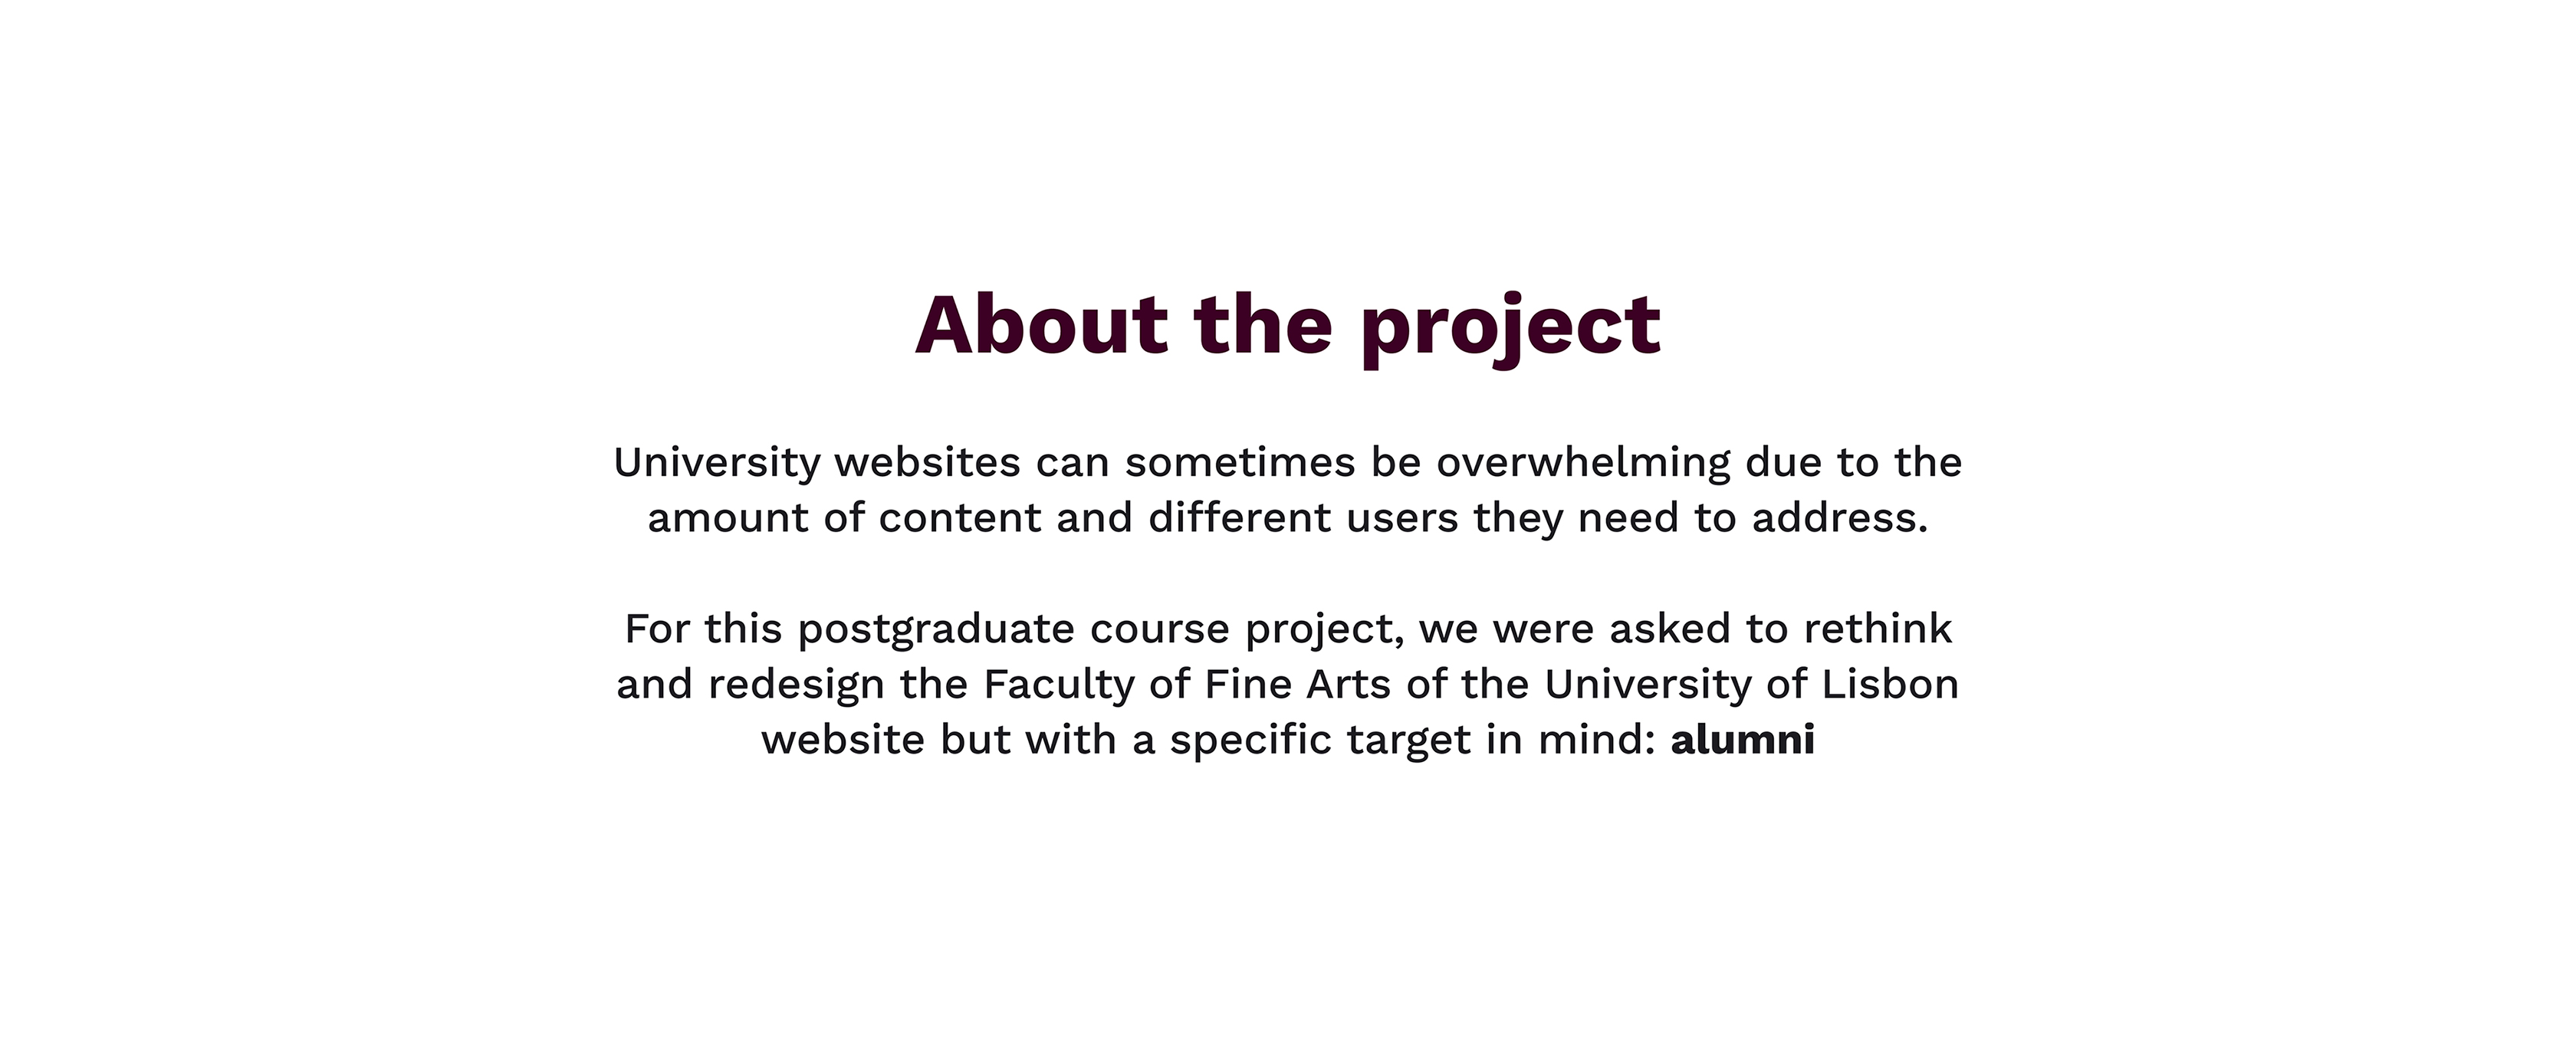 About the project
University websites can sometimes be overwhelming due to the
amount of content and different users they need to address.
For this postgraduate course project, we were asked to rethink
and redesign the Faculty of Fine Arts of the University of Lisbon
website but with a specific target in mind: alumni